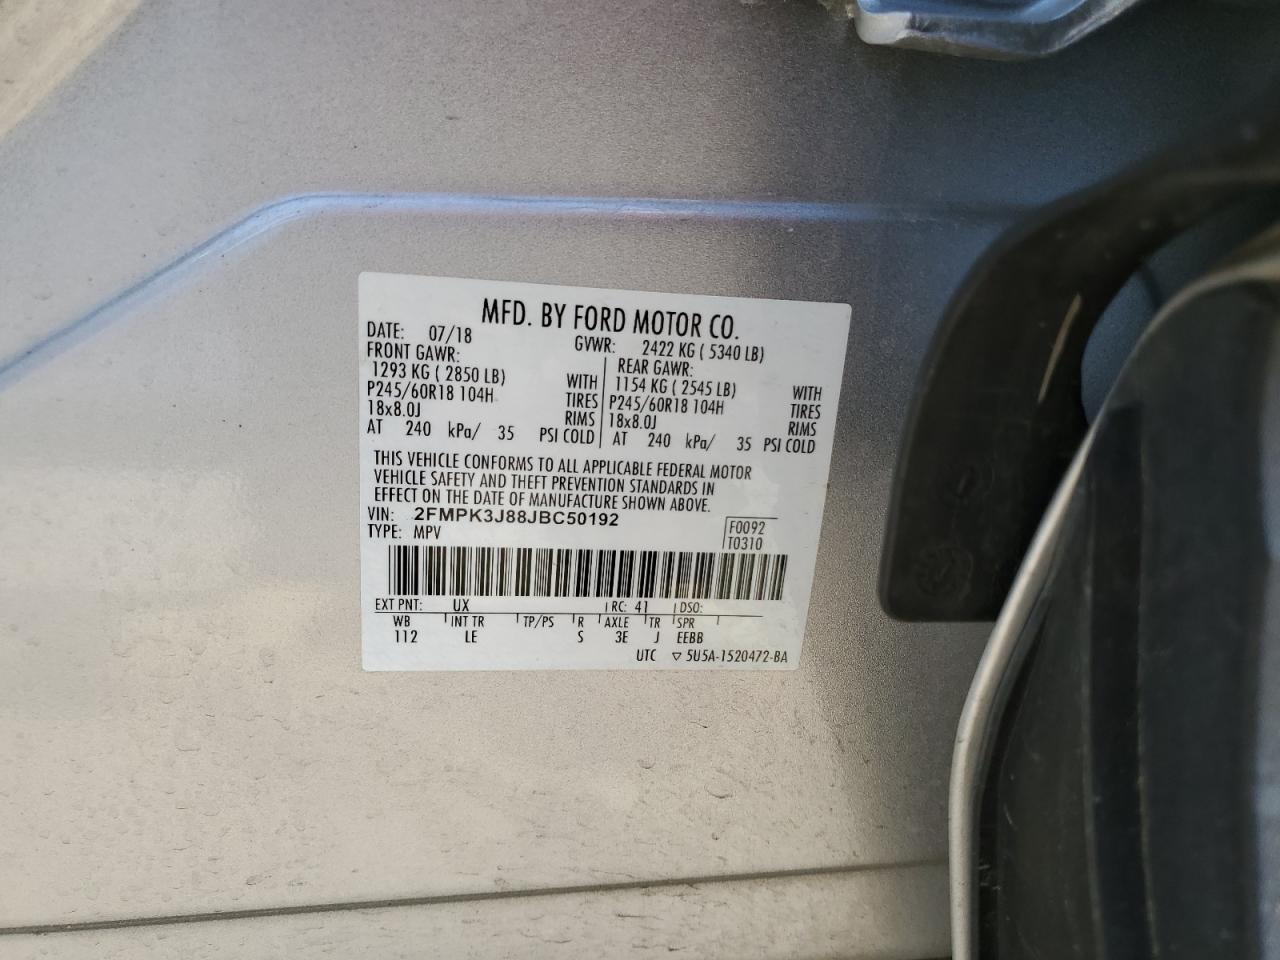 MFD. BY FORD MOTOR CO.
DATE: 07/18 GVWR: 2422 KG ( 5340 LB)
FRONT GAWR: REAR GAWR:
1293 KG ( 2850 LB) WITH 1154 KG ( 2545 LB) WITH
P245/60R18 104H TIRES P245/60R18 104H TIRES
18x8.0J RIMS 18x8.0J RIMS
AT 240 kPa/ 35 PSI COLD AT 240 kPa/ 35 PSI COLD
THIS VEHICLE CONFORMS TO ALL APPLICABLE FEDERAL MOTOR
VEHICLE SAFETY AND THEFT PREVENTION STANDARDS IN
EFFECT ON THE DATE OF MANUFACTURE SHOWN ABOVE.
VIN: 2FMPK3J88JBC50192 F0092
TYPE: MPV T0310
EXT PNT: UX RC: 41 DSO:
WB INT TR TP/PS R AXLE TR SPR
112 LE S 3E J EEBB
UTC ▽ 5U5A-1520472-BA